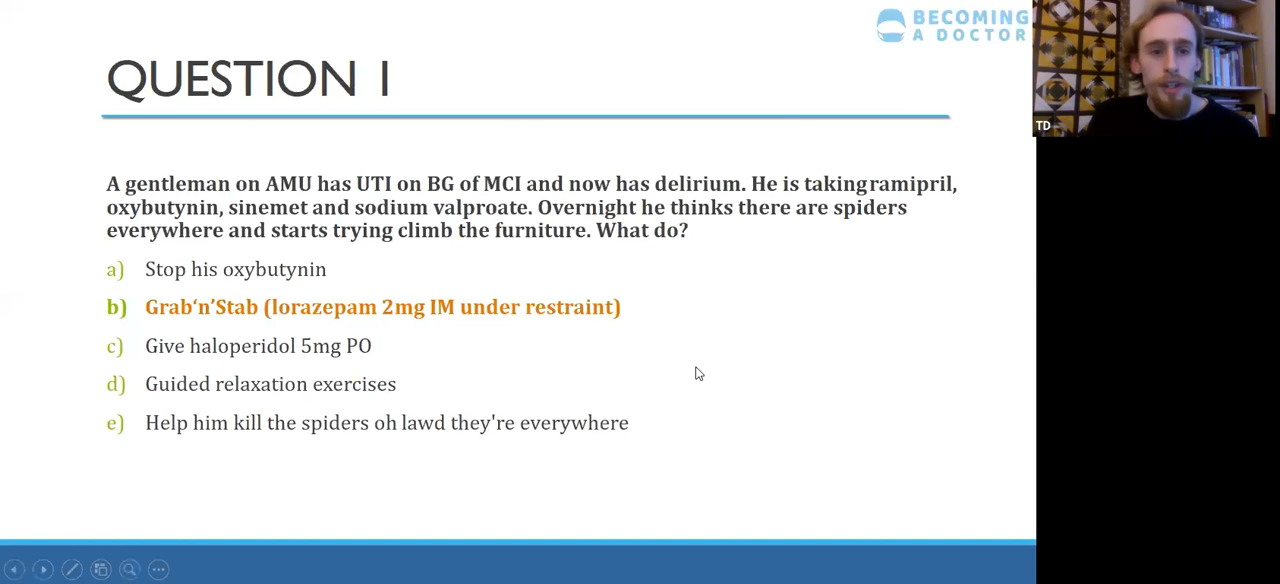 BECOMING
A DOCTOR
QUESTION 1
TD
A gentleman on AMU has UTI on BG of MCI and now has delirium. He is taking ramipril,
oxybutynin, sinemet and sodium valproate. Overnight he thinks there are spiders
everywhere and starts trying climb the furniture. What do?
a) Stop his oxybutynin
b) Grab‘n’Stab (lorazepam 2mg IM under restraint)
c) Give haloperidol 5mg PO
d) Guided relaxation exercises
e) Help him kill the spiders oh lawd they're everywhere